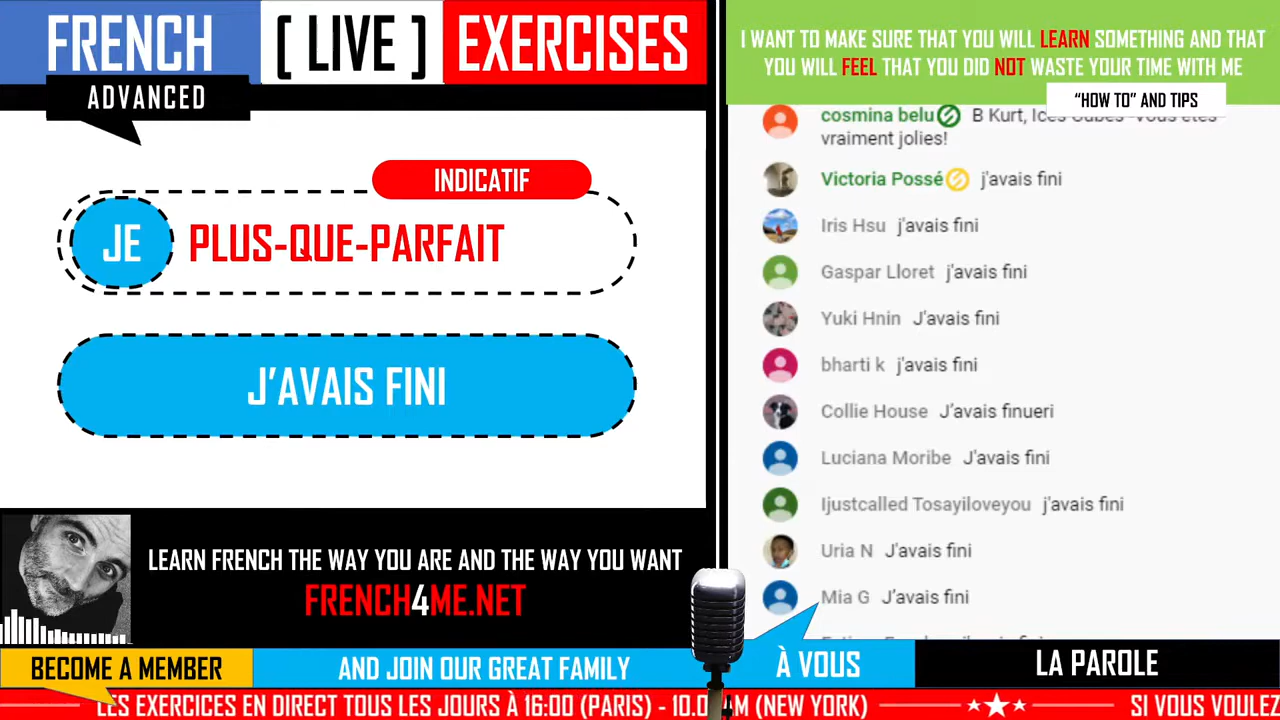 FRENCH [ LIVE ] EXERCISES
ADVANCED
INDICATIF
JE PLUS-QUE-PARFAIT
J'AVAIS FINI
LEARN FRENCH THE WAY YOU ARE AND THE WAY YOU WANT
FRENCH4ME.NET
BECOME A MEMBER
AND JOIN OUR GREAT FAMILY
I WANT TO MAKE SURE THAT YOU WILL LEARN SOMETHING AND THAT
YOU WILL FEEL THAT YOU DID NOT WASTE YOUR TIME WITH ME
“HOW TO” AND TIPS
cosmina belu B Kurt, Ices Cubes -vous êtes
vraiment jolies!
Victoria Possé j'avais fini
Iris Hsu j'avais fini
Gaspar Lloret j'avais fini
Yuki Hnin J'avais fini
bharti k j'avais fini
Collie House J'avais finueri
Luciana Moribe J'avais fini
Ijustcalled Tosayiloveyou j'avais fini
Uria N J'avais fini
Mia G J'avais fini
À VOUS
LA PAROLE
LES EXERCICES EN DIRECT TOUS LES JOURS À 16:00 (PARIS) - 10.0 AM (NEW YORK) SI VOUS VOULEZ